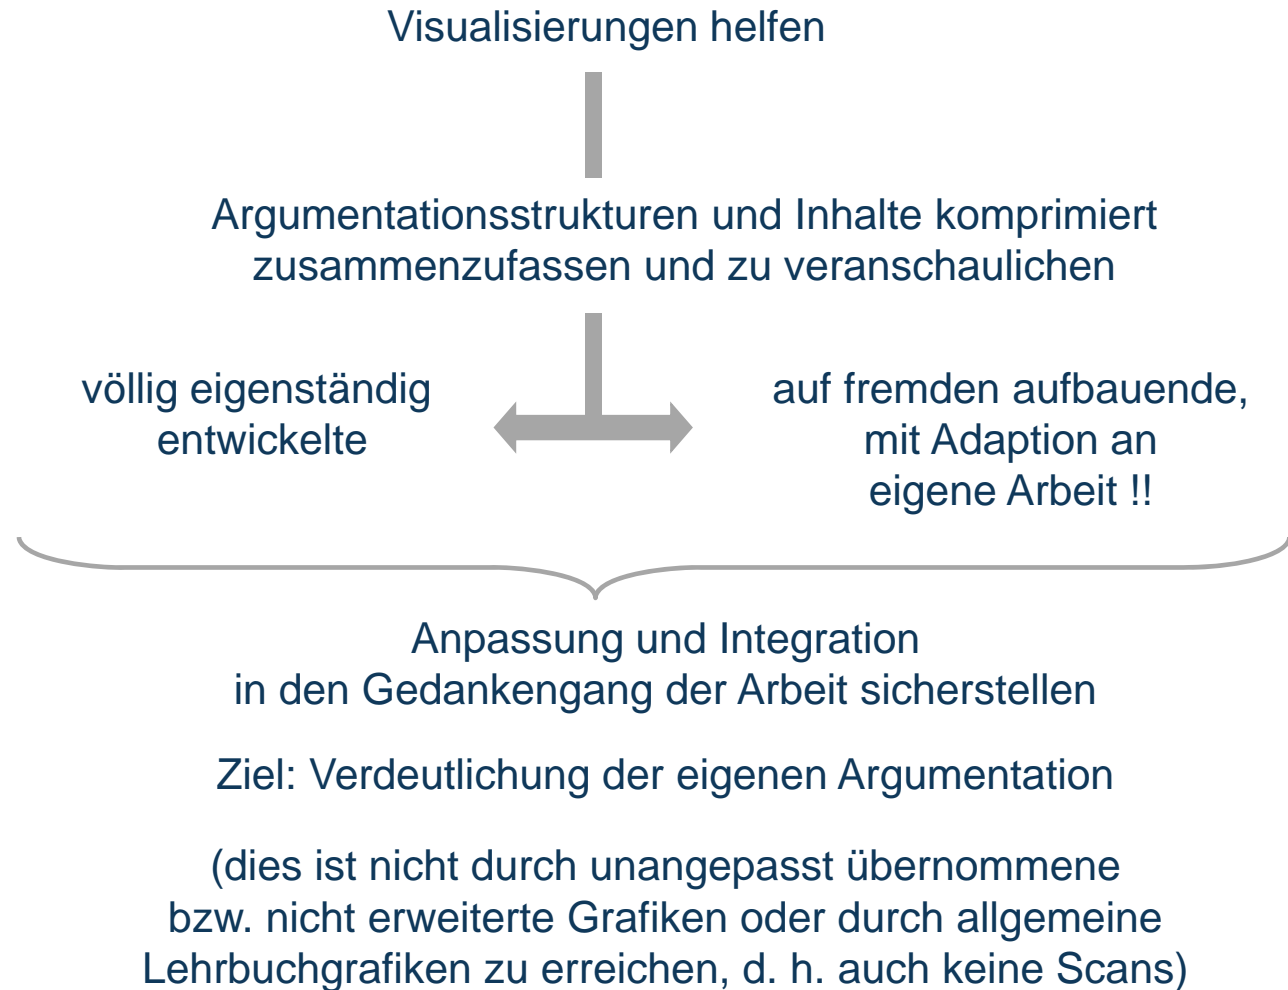 Visualisierungen helfen
Argumentationsstrukturen und Inhalte komprimiert
zusammenzufassen und zu veranschaulichen
völlig eigenständig
entwickelte
auf fremden aufbauende,
mit Adaption an
eigene Arbeit !!
Anpassung und Integration
in den Gedankengang der Arbeit sicherstellen
Ziel: Verdeutlichung der eigenen Argumentation
(dies ist nicht durch unangepasst übernommene
bzw. nicht erweiterte Grafiken oder durch allgemeine
Lehrbuchgrafiken zu erreichen, d. h. auch keine Scans)